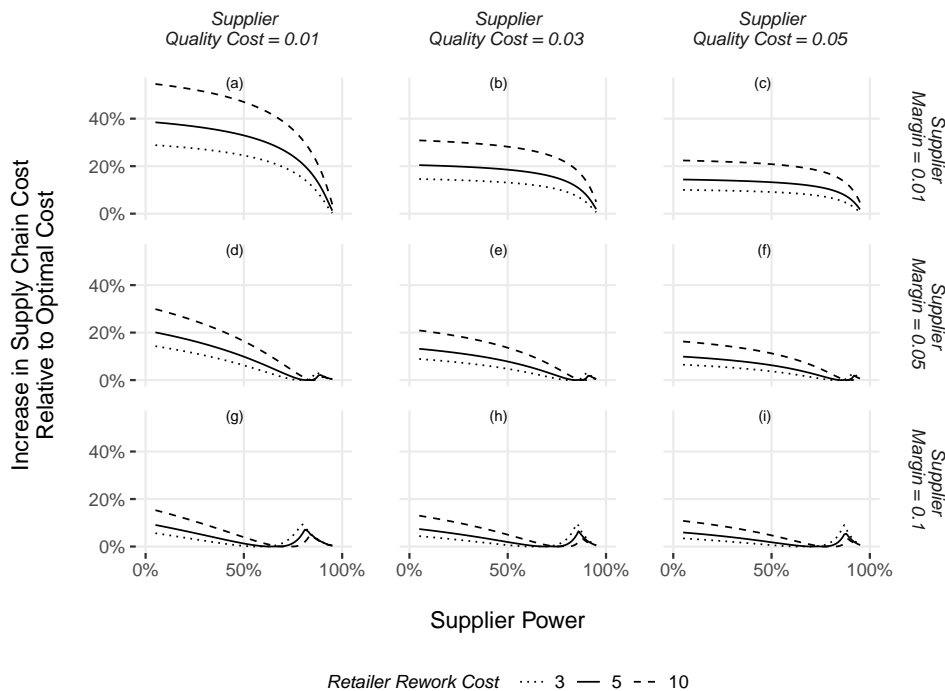 Supplier
Quality Cost = 0.01
Supplier
Quality Cost = 0.03
Supplier
Quality Cost = 0.05
(a)
(b)
(c)
40%
20%
0%
Supplier
Margin = 0.01
(d)
(e)
(f)
40%
20%
0%
Supplier
Margin = 0.05
(g)
(h)
(i)
40%
20%
0%
Supplier
Margin = 0.1
0%
50%
100%
0%
50%
100%
0%
50%
100%
Increase in Supply Chain Cost
Relative to Optimal Cost
Supplier Power
Retailer Rework Cost 3 5 10